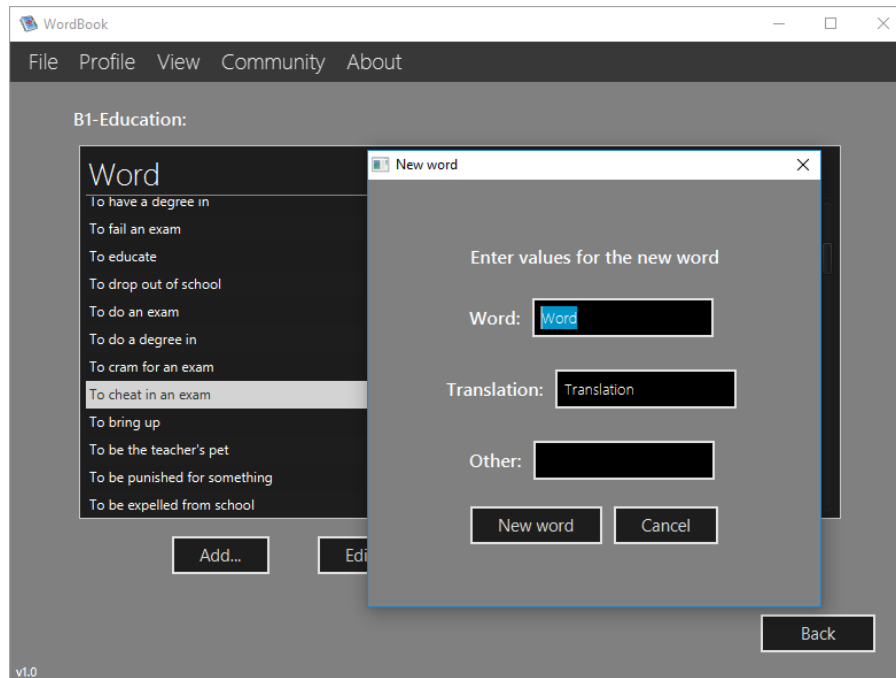 WordBook
File Profile View Community About
B1-Education:
Word
To have a degree in
To fail an exam
To educate
To drop out of school
To do an exam
To do a degree in
To cram for an exam
To cheat in an exam
To bring up
To be the teacher's pet
To be punished for something
To be expelled from school
Add...
Edi
New word
Enter values for the new word
Word: Word
Translation: Translation
Other:
New word Cancel
Back
v1.0